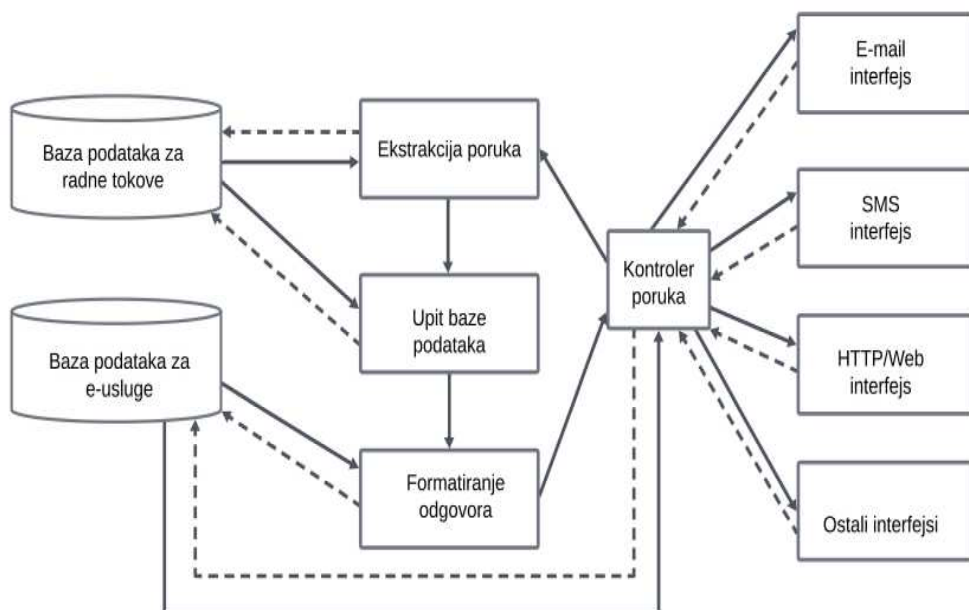 Baza podataka za
radne tokove
Baza podataka za
e-usluge
Ekstrakcija poruka
Upit baze
podataka
Formatiranje
odgovora
Kontroler
poruka
E-mail
interfejs
SMS
interfejs
HTTP/Web
interfejs
Ostali interfejsi